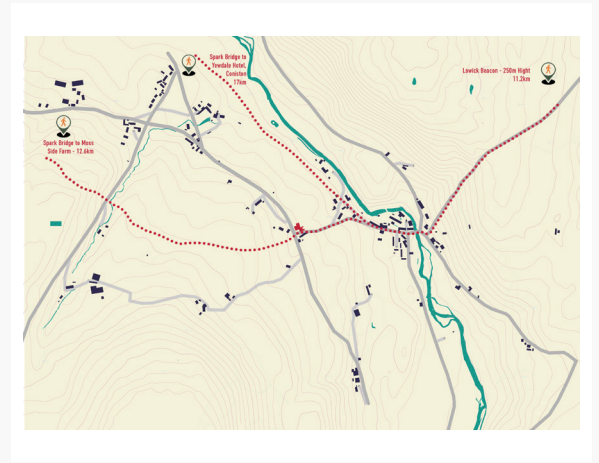 Spark Bridge to
Yewdale Hotel,
Coniston
17km
Lowick Beacon - 250m Hight
11.2km
Spark Bridge to Moss
Side Farm - 12.6km